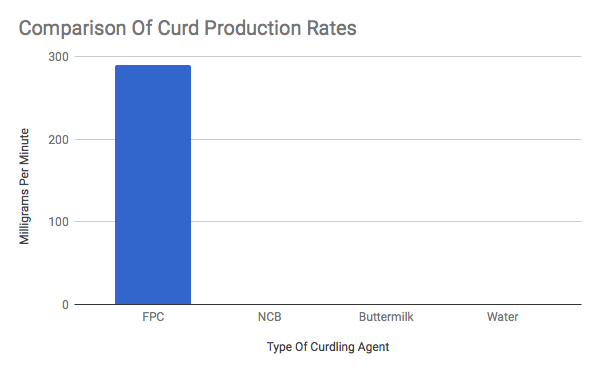 Comparison Of Curd Production Rates
Milligrams Per Minute
300
200
100
0
FPC NCB Buttermilk Water
Type Of Curdling Agent